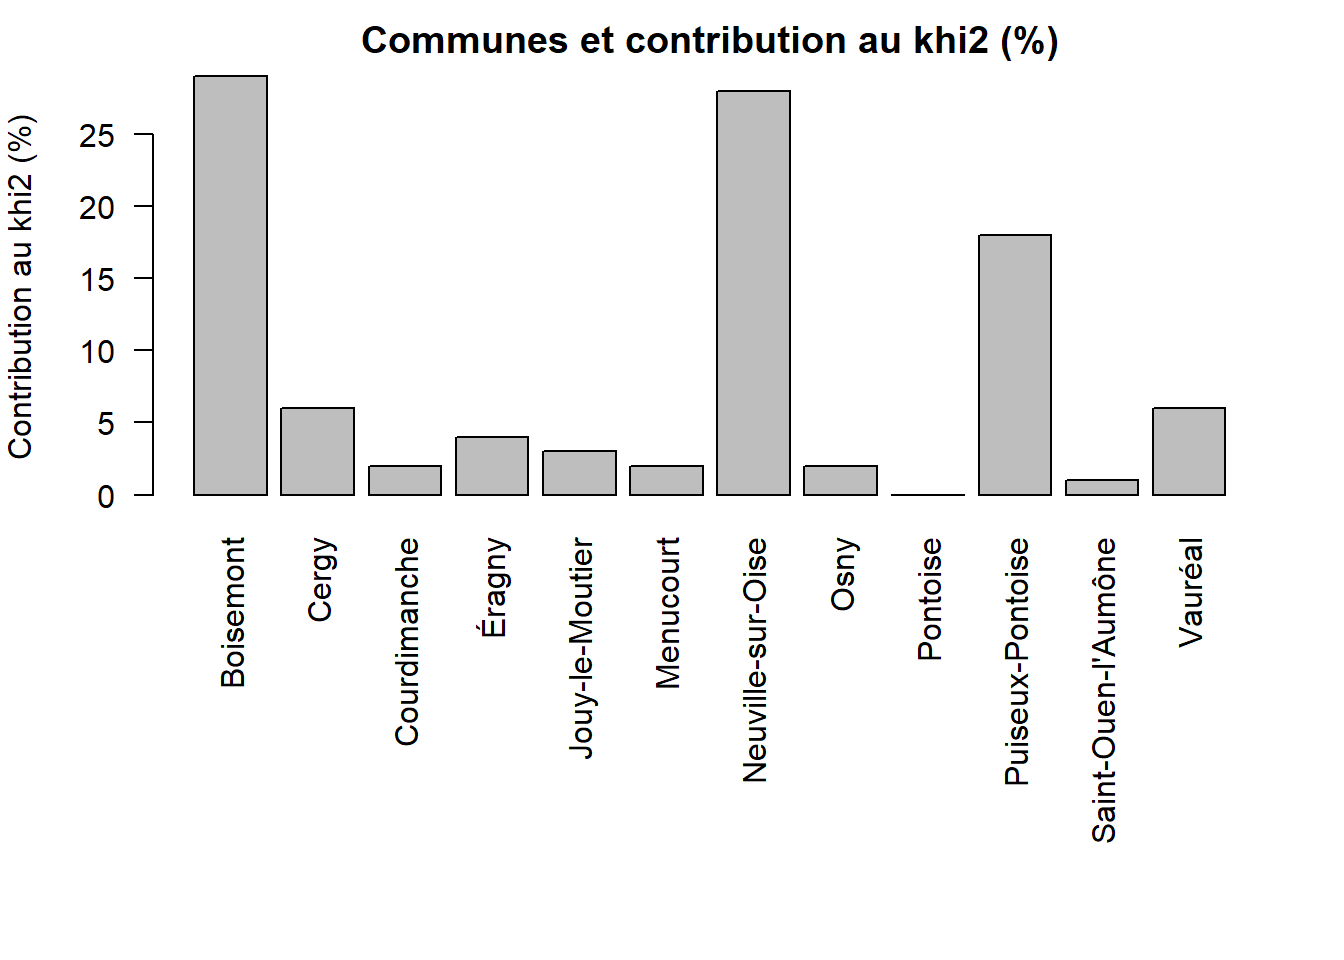 Communes et contribution au khi2 (%)
Contribution au khi2 (%)
25
20
15
10
5
0
Boisemont
Cergy
Courdimanche
Éragny
Jouy-le-Moutier
Menucourt
Neuville-sur-Oise
Osny
Pontoise
Puiseux-Pontoise
Saint-Ouen-l'Aumône
Vauréal